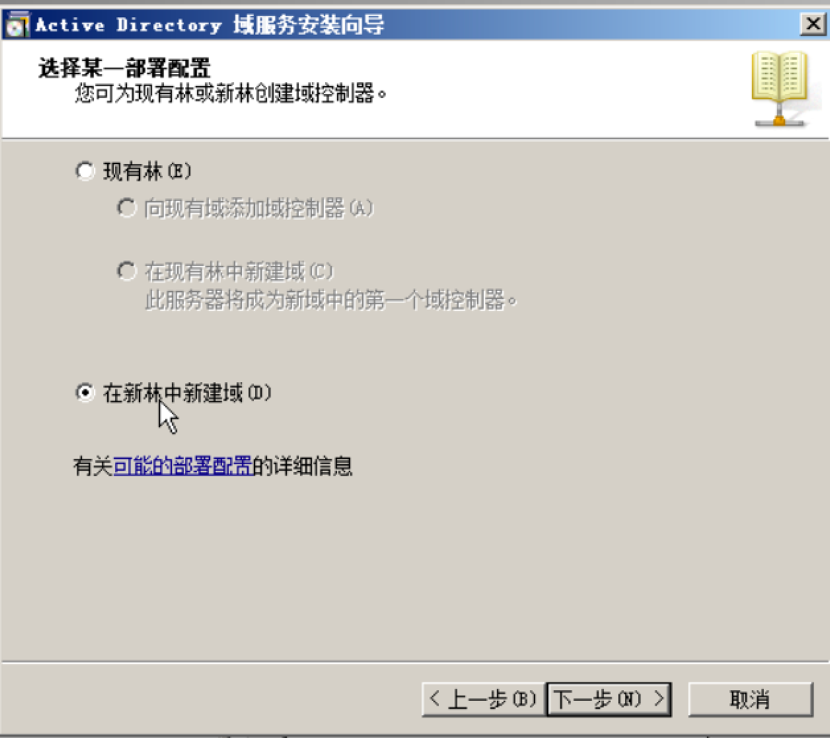 Active Directory 域服务安装向导
选择某一部署配置
您可为现有林或新林创建域控制器。
现有林(E)
向现有域添加域控制器(A)
在现有林中新建域(C)
此服务器将成为新域中的第一个域控制器。
在新林中新建域(D)
有关可能的部署配置的详细信息
< 上一步(B) 下一步(N) > 取消